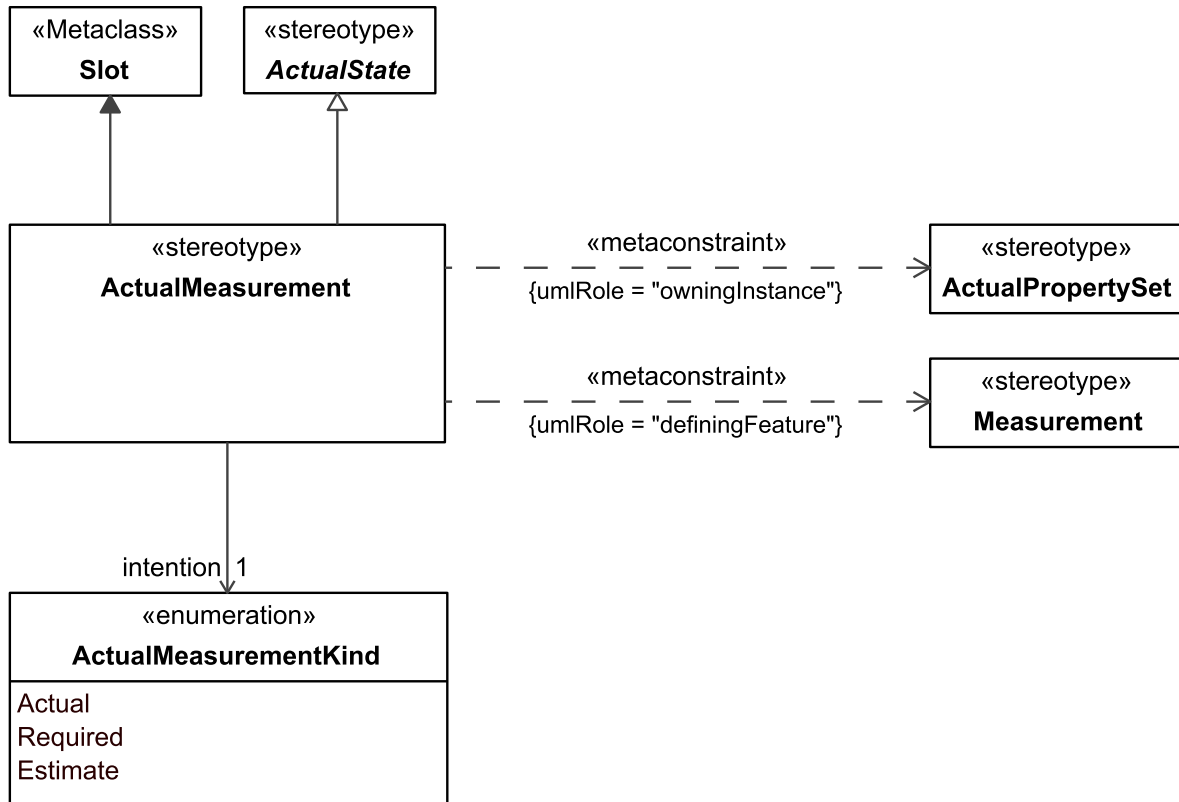 «Metaclass»
Slot
«stereotype»
ActualState
«stereotype»
ActualMeasurement
«metaconstraint»
{umlRole = "owningInstance"}
«stereotype»
ActualPropertySet
«metaconstraint»
{umlRole = "definingFeature"}
«stereotype»
Measurement
intention 1
«enumeration»
ActualMeasurementKind
Actual
Required
Estimate